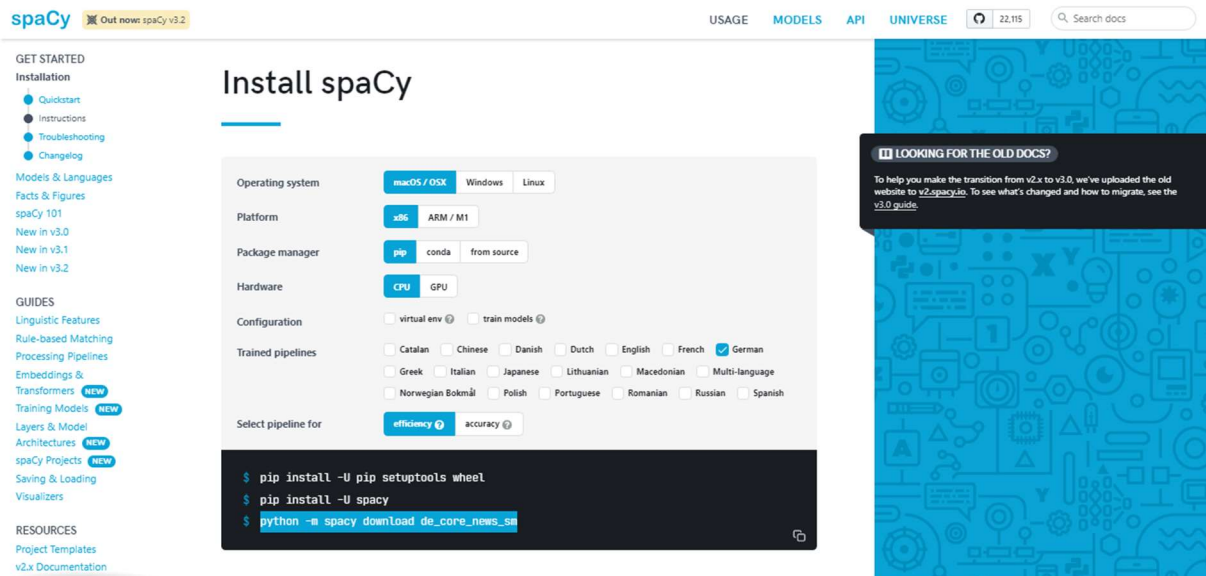 spaCy
Out now: spaCy v3.2
USAGE MODELS API UNIVERSE 22,115 Search docs
GET STARTED
Installation
Quickstart
Instructions
Troubleshooting
Changelog
Models & Languages
Facts & Figures
spaCy 101
New in v3.0
New in v3.1
New in v3.2
GUIDES
Linguistic Features
Rule-based Matching
Processing Pipelines
Embeddings &
Transformers NEW
Training Models NEW
Layers & Model
Architectures NEW
spaCy Projects NEW
Saving & Loading
Visualizers
RESOURCES
Project Templates
v2.x Documentation
Install spaCy
Operating system macOS / OSX Windows Linux
Platform x86 ARM / M1
Package manager pip conda from source
Hardware CPU GPU
Configuration virtual env ? train models ?
Trained pipelines Catalan Chinese Danish Dutch English French German
Greek Italian Japanese Lithuanian Macedonian Multi-language
Norwegian Bokmål Polish Portuguese Romanian Russian Spanish
Select pipeline for efficiency ? accuracy ?
$ pip install -U pip setuptools wheel
$ pip install -U spacy
$ python -m spacy download de_core_news_sm
LOOKING FOR THE OLD DOCS?
To help you make the transition from v2.x to v3.0, we've uploaded the old
website to v2.spacy.io. To see what's changed and how to migrate, see the
v3.0 guide.